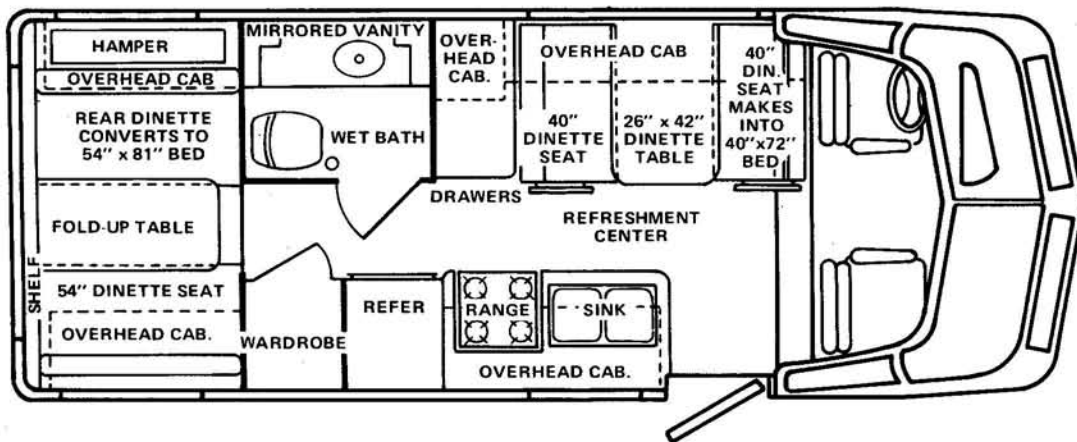 HAMPER
OVERHEAD CAB
REAR DINETTE
CONVERTS TO
54” x 81” BED
FOLD-UP TABLE
SHELF
54” DINETTE SEAT
OVERHEAD CAB.
MIRRORED VANITY
WET BATH
WARDROBE
REFER
OVER-
HEAD
CAB.
DRAWERS
OVERHEAD CAB
40”
DINETTE
SEAT
26” x 42”
DINETTE
TABLE
40”
DIN.
SEAT
MAKES
INTO
40”x72”
BED
REFRESHMENT
CENTER
RANGE
SINK
OVERHEAD CAB.